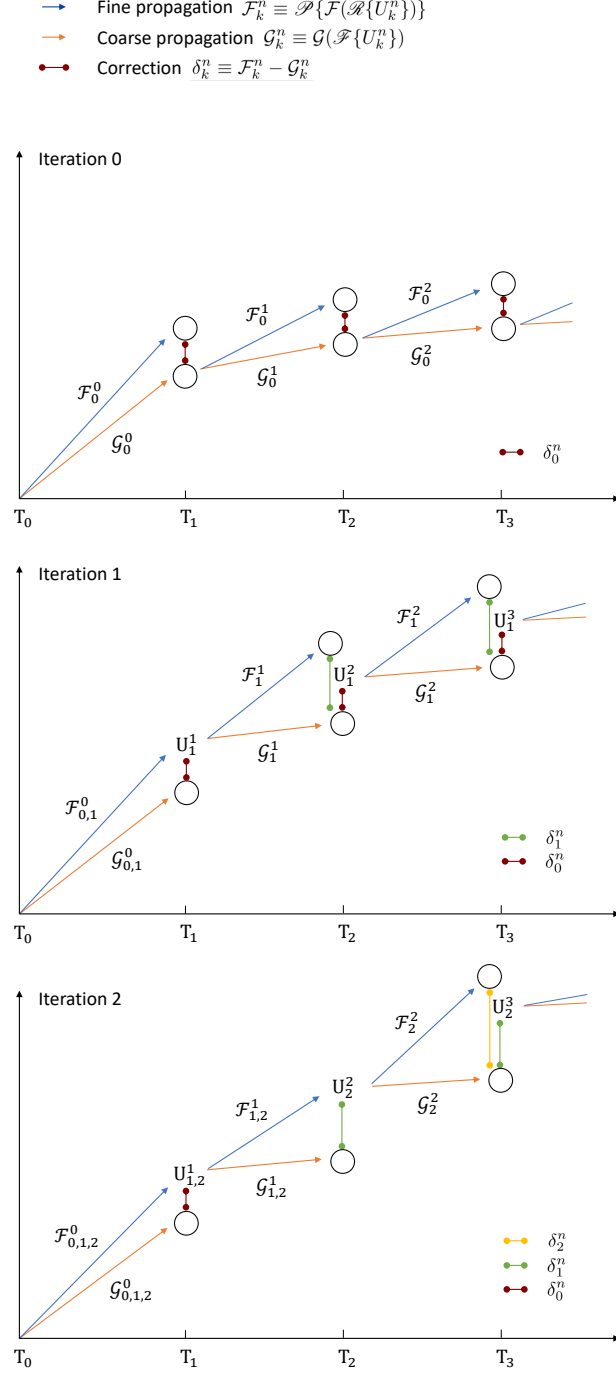 Fine propagation $\mathcal{F}_k^n \equiv \mathscr{P}\{\mathcal{F}(\mathscr{R}\{U_k^n\})\}$
Coarse propagation $\mathcal{G}_k^n \equiv \mathcal{G}(\mathscr{F}\{U_k^n\})$
Correction $\delta_k^n \equiv \mathcal{F}_k^n - \mathcal{G}_k^n$
Iteration 0
$\mathcal{F}_0^2$
$\mathcal{F}_0^1$
$\mathcal{G}_0^2$
$\mathcal{G}_0^1$
$\mathcal{F}_0^0$
$\mathcal{G}_0^0$
$\delta_0^n$
T₀ T₁ T₂ T₃
Iteration 1
$\mathcal{F}_1^2$
$U_1^3$
$\mathcal{F}_1^1$
$U_1^2$
$\mathcal{G}_1^2$
$U_1^1$
$\mathcal{G}_1^1$
$\mathcal{F}_{0,1}^0$
$\mathcal{G}_{0,1}^0$
$\delta_1^n$
$\delta_0^n$
T₀ T₁ T₂ T₃
Iteration 2
$U_2^3$
$\mathcal{F}_2^2$
$U_2^2$
$\mathcal{G}_2^2$
$\mathcal{F}_{1,2}^1$
$U_{1,2}^1$
$\mathcal{G}_{1,2}^1$
$\mathcal{F}_{0,1,2}^0$
$\mathcal{G}_{0,1,2}^0$
$\delta_2^n$
$\delta_1^n$
$\delta_0^n$
T₀ T₁ T₂ T₃